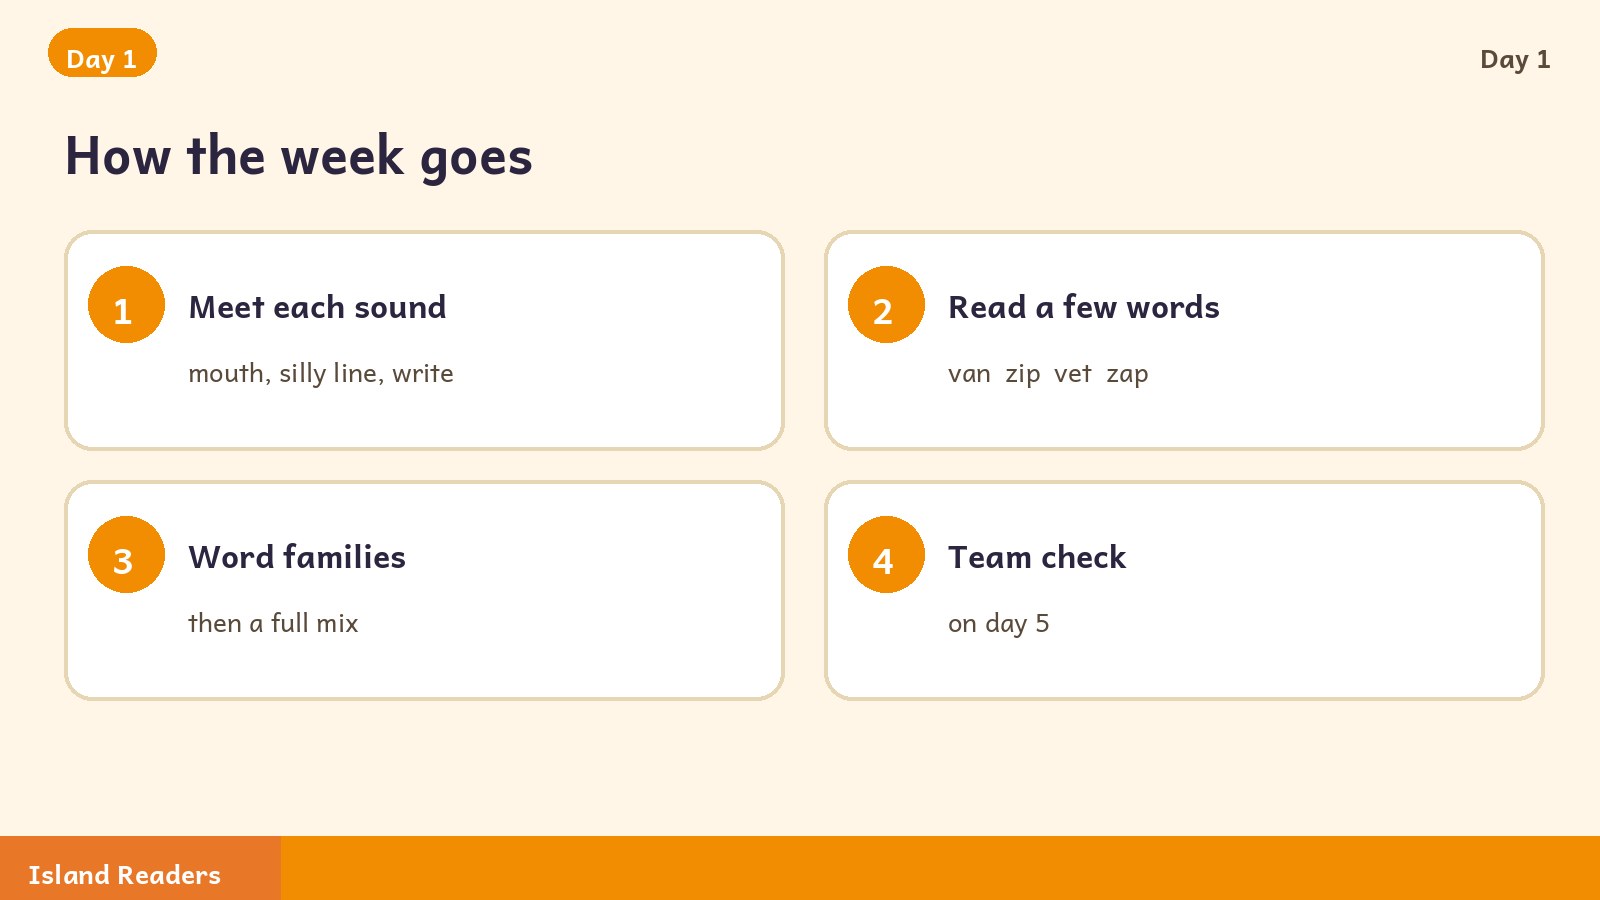 Day 1
Day 1
How the week goes
1
Meet each sound
mouth, silly line, write
2
Read a few words
van zip vet zap
3
Word families
then a full mix
4
Team check
on day 5
Island Readers